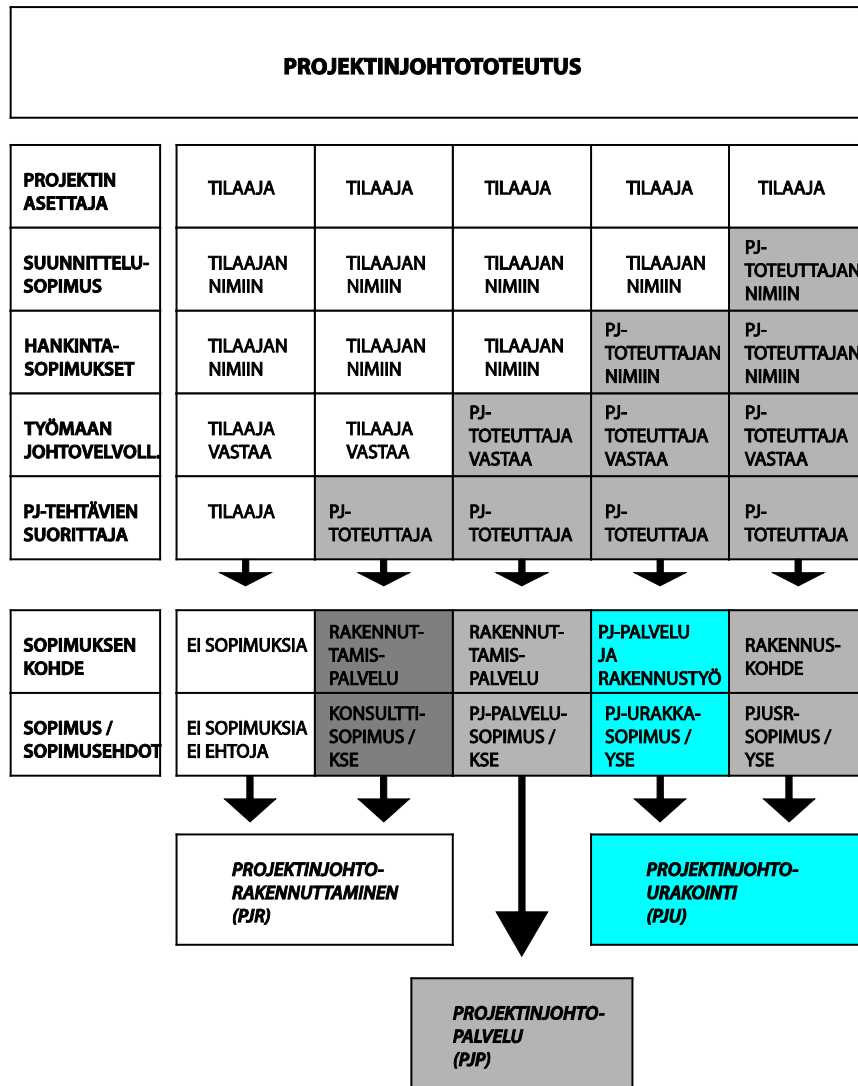 PROJEKTINJOHTOTOTEUTUS
PROJEKTIN
ASETTAJA
TILAAJA
TILAAJA
TILAAJA
TILAAJA
TILAAJA
SUUNNITTELU-
SOPIMUS
TILAAJAN
NIMIIN
TILAAJAN
NIMIIN
TILAAJAN
NIMIIN
TILAAJAN
NIMIIN
PJ-
TOTEUTTAJAN
NIMIIN
HANKINTA-
SOPIMUKSET
TILAAJAN
NIMIIN
TILAAJAN
NIMIIN
TILAAJAN
NIMIIN
PJ-
TOTEUTTAJAN
NIMIIN
PJ-
TOTEUTTAJAN
NIMIIN
TYÖMAAN
JOHTOVELVOLL.
TILAAJA
VASTAA
TILAAJA
VASTAA
PJ-
TOTEUTTAJA
VASTAA
PJ-
TOTEUTTAJA
VASTAA
PJ-
TOTEUTTAJA
VASTAA
PJ-TEHTÄVIEN
SUORITTAJA
TILAAJA
PJ-
TOTEUTTAJA
PJ-
TOTEUTTAJA
PJ-
TOTEUTTAJA
PJ-
TOTEUTTAJA
SOPIMUKSEN
KOHDE
EI SOPIMUKSIA
RAKENNUT-
TAMIS-
PALVELU
RAKENNUT-
TAMIS-
PALVELU
PJ-PALVELU
JA
RAKENNUSTYÖ
RAKENNUS-
KOHDE
SOPIMUS /
SOPIMUSEHDOT
EI SOPIMUKSIA
EI EHTOJA
KONSULTTI-
SOPIMUS /
KSE
PJ-PALVELU-
SOPIMUS /
KSE
PJ-URAKKA-
SOPIMUS /
YSE
PJUSR-
SOPIMUS /
YSE
PROJEKTINJOHTO-
RAKENNUTTAMINEN
(PJR)
PROJEKTINJOHTO-
URAKOINTI
(PJU)
PROJEKTINJOHTO-
PALVELU
(PJP)